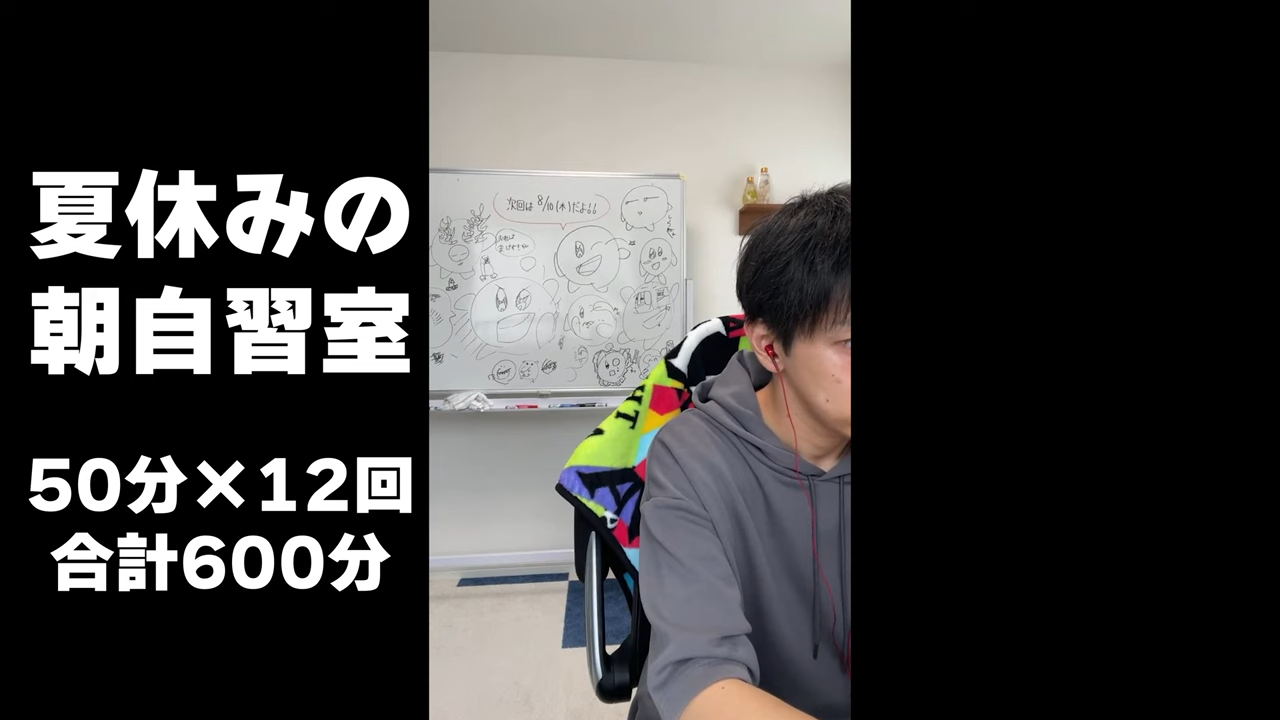 夏休みの
朝自習室
50分×12回
合計600分
次回は 8/10 (木)だよ!!